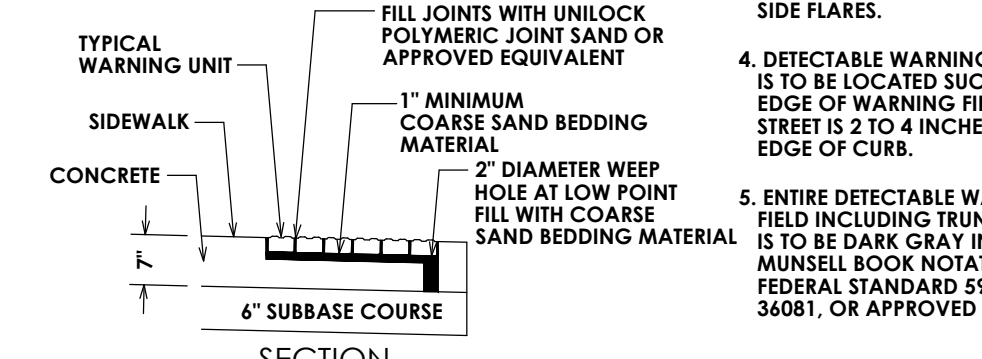 FILL JOINTS WITH UNILOCK
POLYMERIC JOINT SAND OR
APPROVED EQUIVALENT
TYPICAL
WARNING UNIT
1" MINIMUM
COARSE SAND BEDDING
MATERIAL
SIDEWALK
CONCRETE
2" DIAMETER WEEP
HOLE AT LOW POINT
FILL WITH COARSE
SAND BEDDING MATERIAL
7"
6" SUBBASE COURSE
SECTION
SIDE FLARES.
4. DETECTABLE WARNING
IS TO BE LOCATED SUC
EDGE OF WARNING FI
STREET IS 2 TO 4 INCHE
EDGE OF CURB.
5. ENTIRE DETECTABLE WA
FIELD INCLUDING TRUN
IS TO BE DARK GRAY IN
MUNSELL BOOK NOTAT
FEDERAL STANDARD 59
36081, OR APPROVED